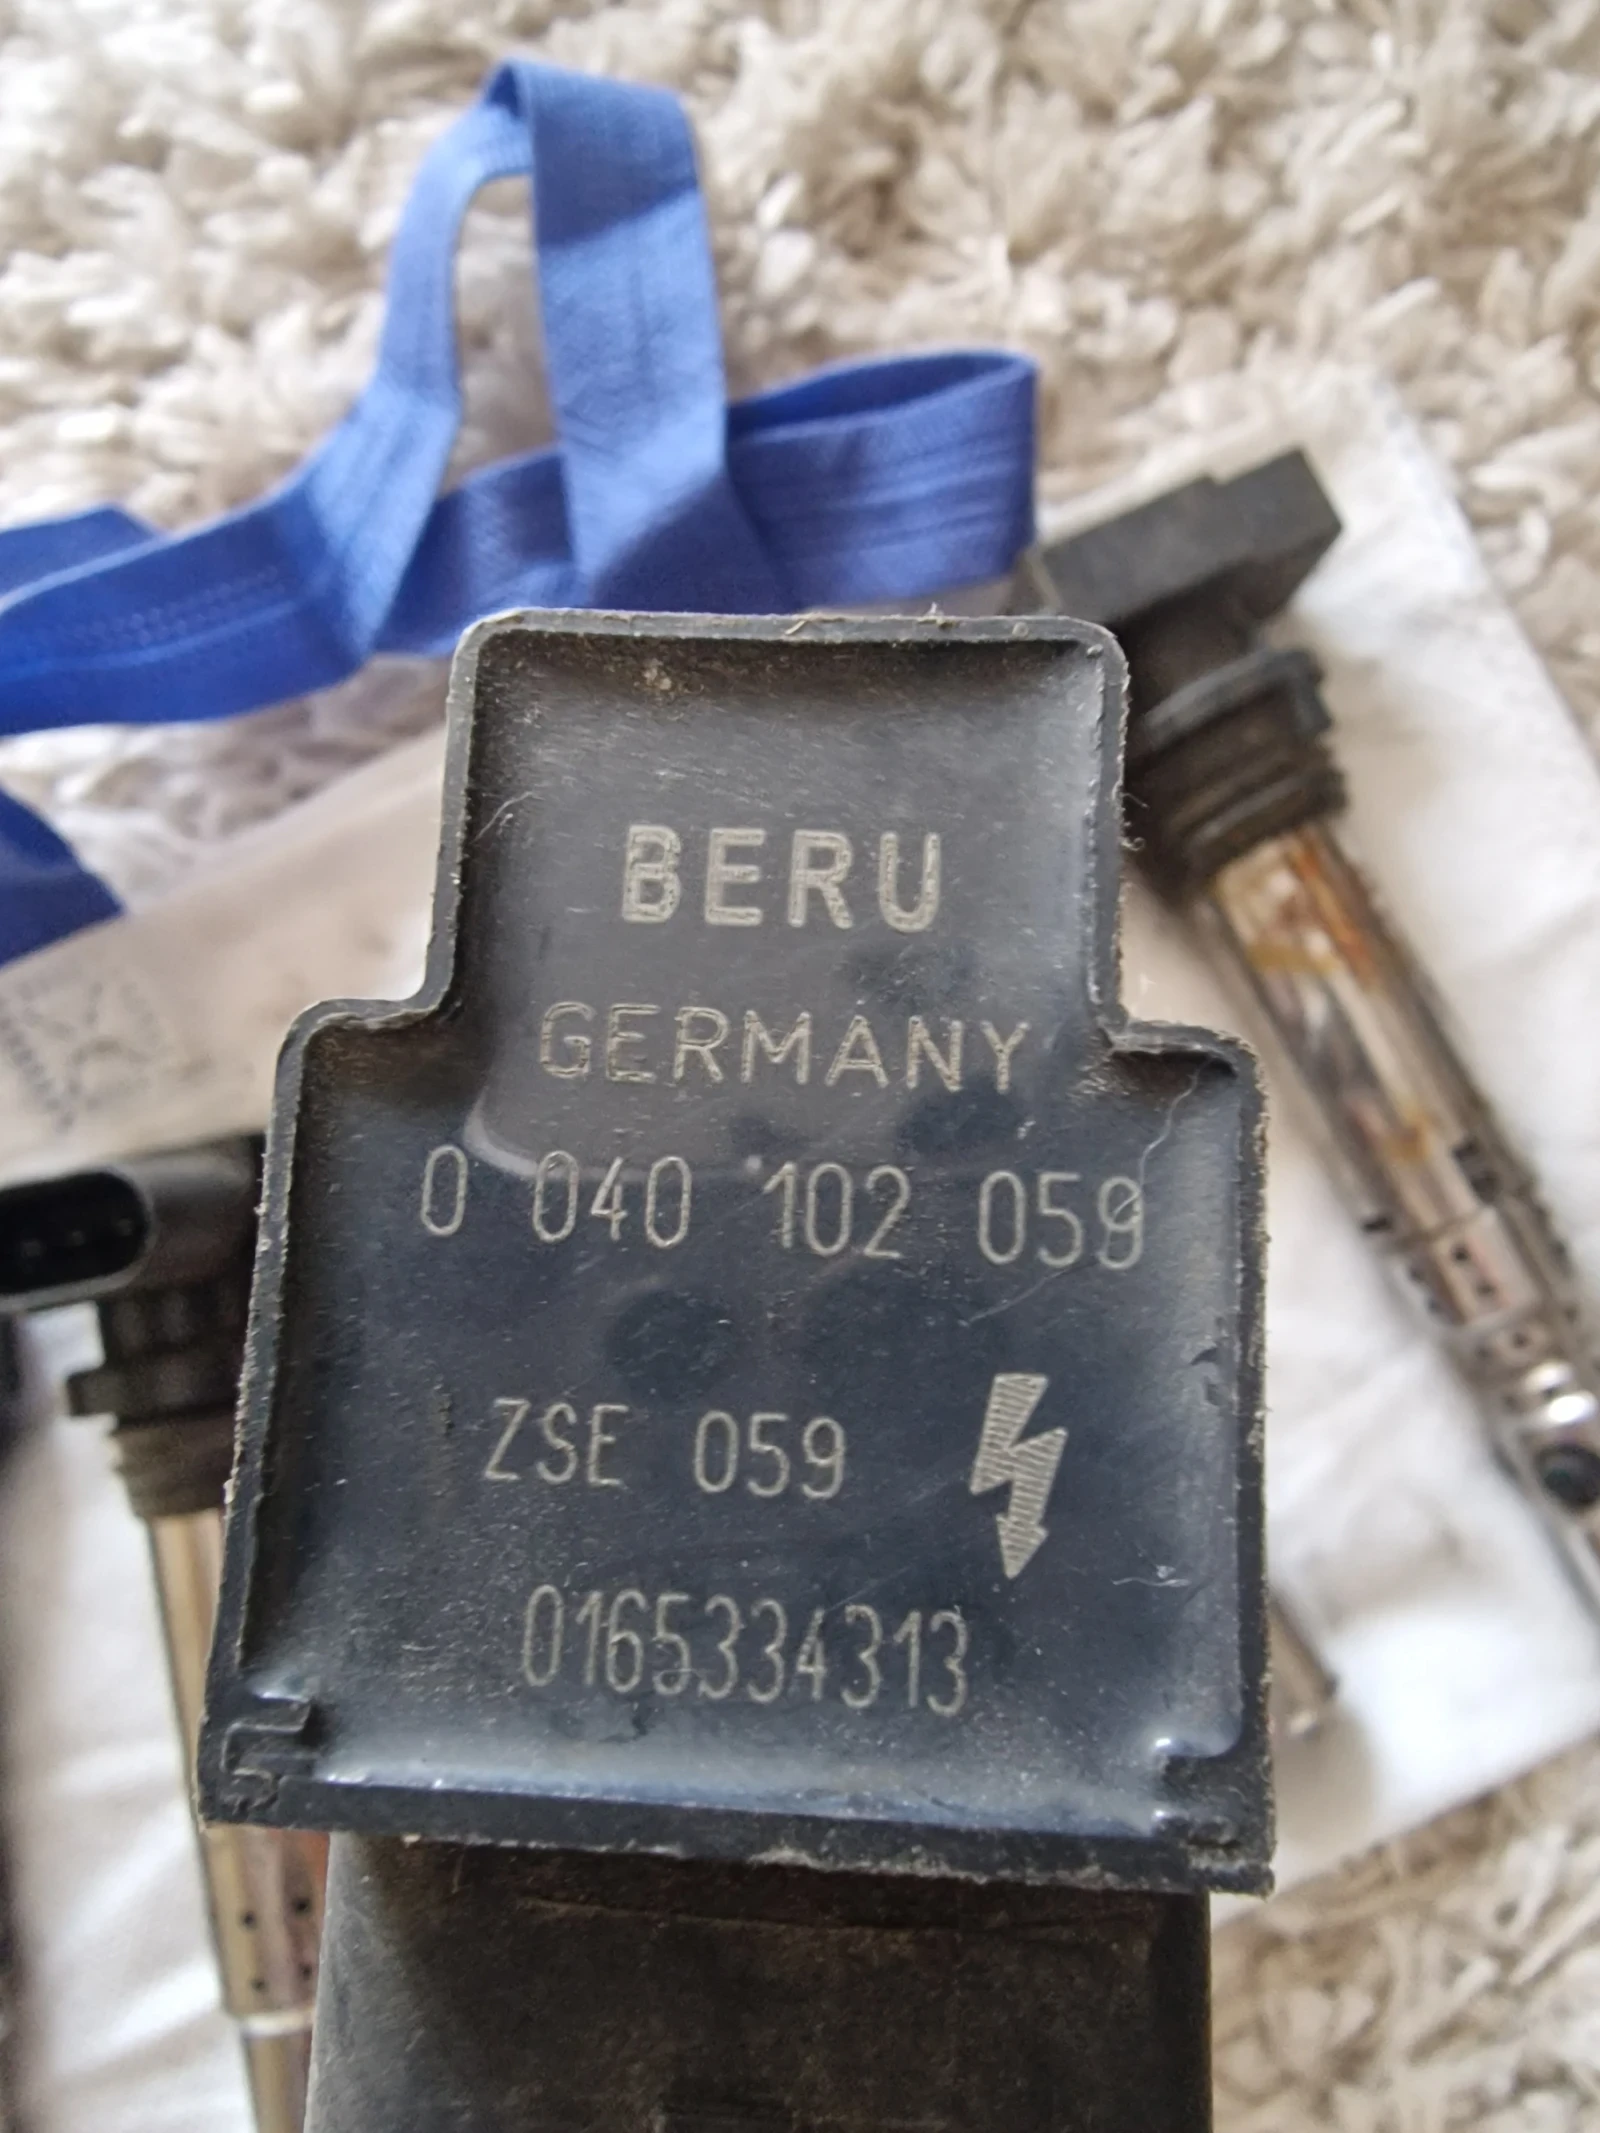 BERU
GERMANY
0 040 102 059
ZSE 059
0165334313